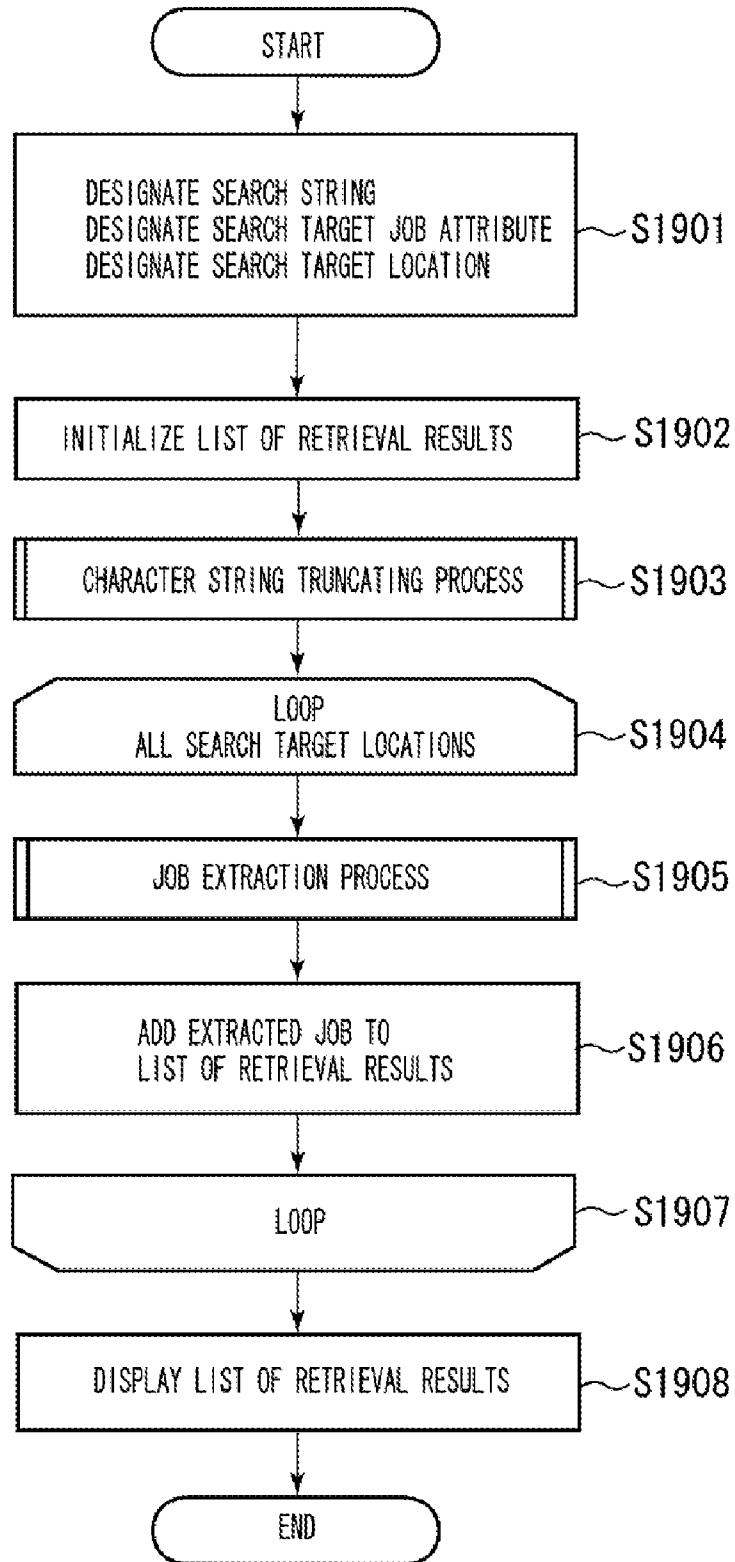 START
DESIGNATE SEARCH STRING
DESIGNATE SEARCH TARGET JOB ATTRIBUTE
DESIGNATE SEARCH TARGET LOCATION
S1901
INITIALIZE LIST OF RETRIEVAL RESULTS
S1902
CHARACTER STRING TRUNCATING PROCESS
S1903
LOOP
ALL SEARCH TARGET LOCATIONS
S1904
JOB EXTRACTION PROCESS
S1905
ADD EXTRACTED JOB TO
LIST OF RETRIEVAL RESULTS
S1906
LOOP
S1907
DISPLAY LIST OF RETRIEVAL RESULTS
S1908
END